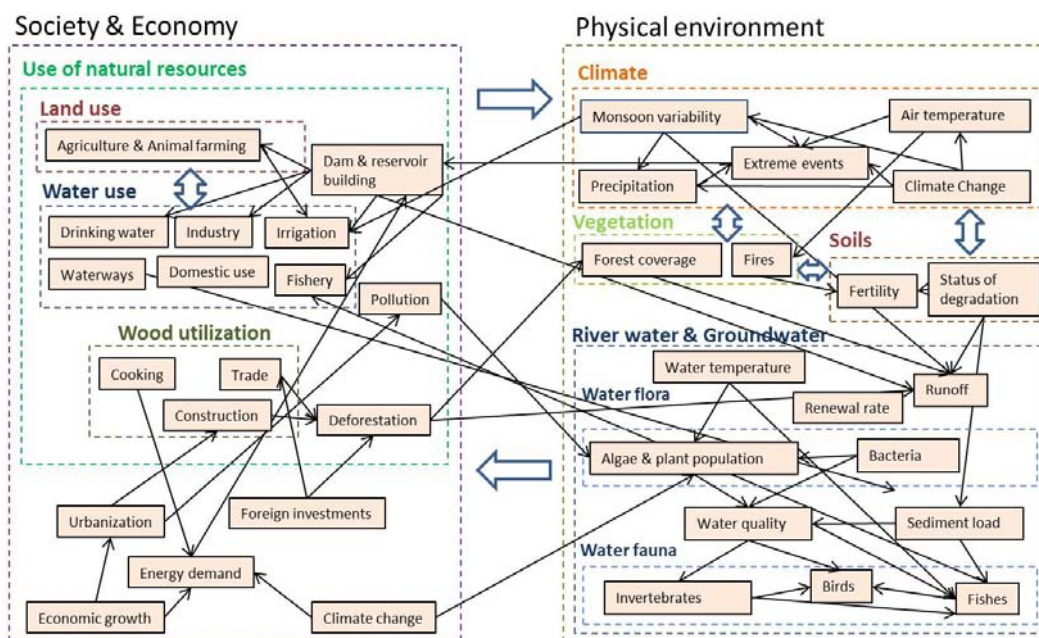 Society & Economy
Physical environment
Use of natural resources
Climate
Land use
Monsoon variability
Air temperature
Agriculture & Animal farming
Dam & reservoir
building
Extreme events
Precipitation
Climate Change
Water use
Vegetation
Soils
Drinking water
Industry
Irrigation
Forest coverage
Fires
Waterways
Domestic use
Fishery
Fertility
Status of
degradation
Pollution
Wood utilization
River water & Groundwater
Cooking
Trade
Water temperature
Runoff
Water flora
Construction
Deforestation
Renewal rate
Algae & plant population
Bacteria
Urbanization
Foreign investments
Water quality
Sediment load
Water fauna
Energy demand
Birds
Invertebrates
Fishes
Economic growth
Climate change